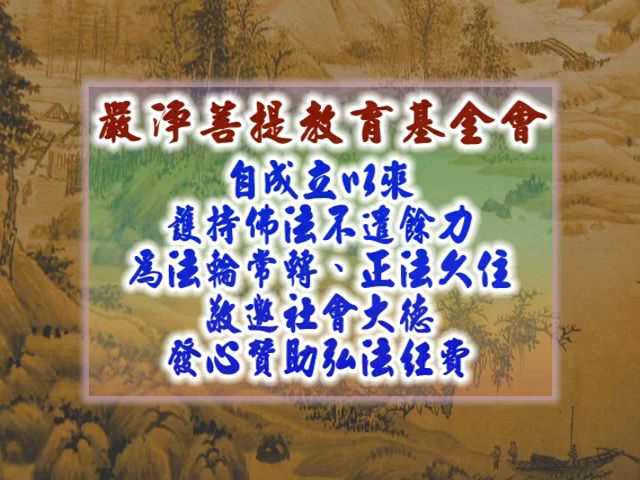 嚴淨菩提教育基金會
自成立以來
護持佛法不遺餘力
為法輪常轉、正法久住
敬邀社會大德
發心贊助弘法經費